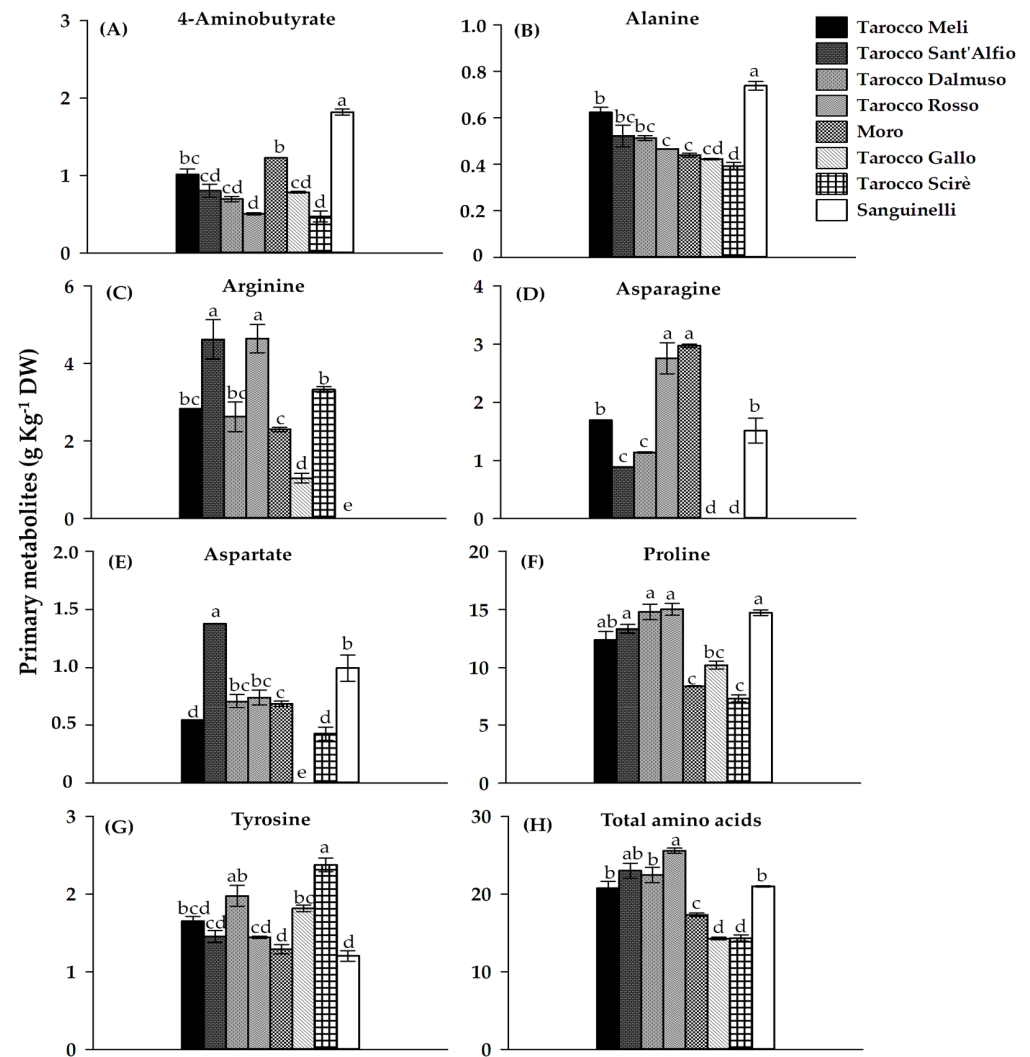 Primary metabolites (g Kg⁻¹ DW)
(A)
4-Aminobutyrate
3
2
1
0
bc cd cd d b cd d a
(B)
Alanine
1.0
0.8
0.6
0.4
0.2
0
b bc bc c c cd d a
Tarocco Meli
Tarocco Sant'Alfio
Tarocco Dalmuso
Tarocco Rosso
Moro
Tarocco Gallo
Tarocco Scirè
Sanguinelli
(C)
Arginine
6
4
2
0
bc a bc a c d b e
(D)
Asparagine
4
3
2
1
0
b c c a a d d b
(E)
Aspartate
2.0
1.5
1.0
0.5
0
d a bc bc c e d b
(F)
Proline
20
15
10
5
0
ab a a a c bc c a
(G)
Tyrosine
3
2
1
0
bcd cd ab cd d bc a d
(H)
Total amino acids
30
20
10
0
b ab b a c d d b